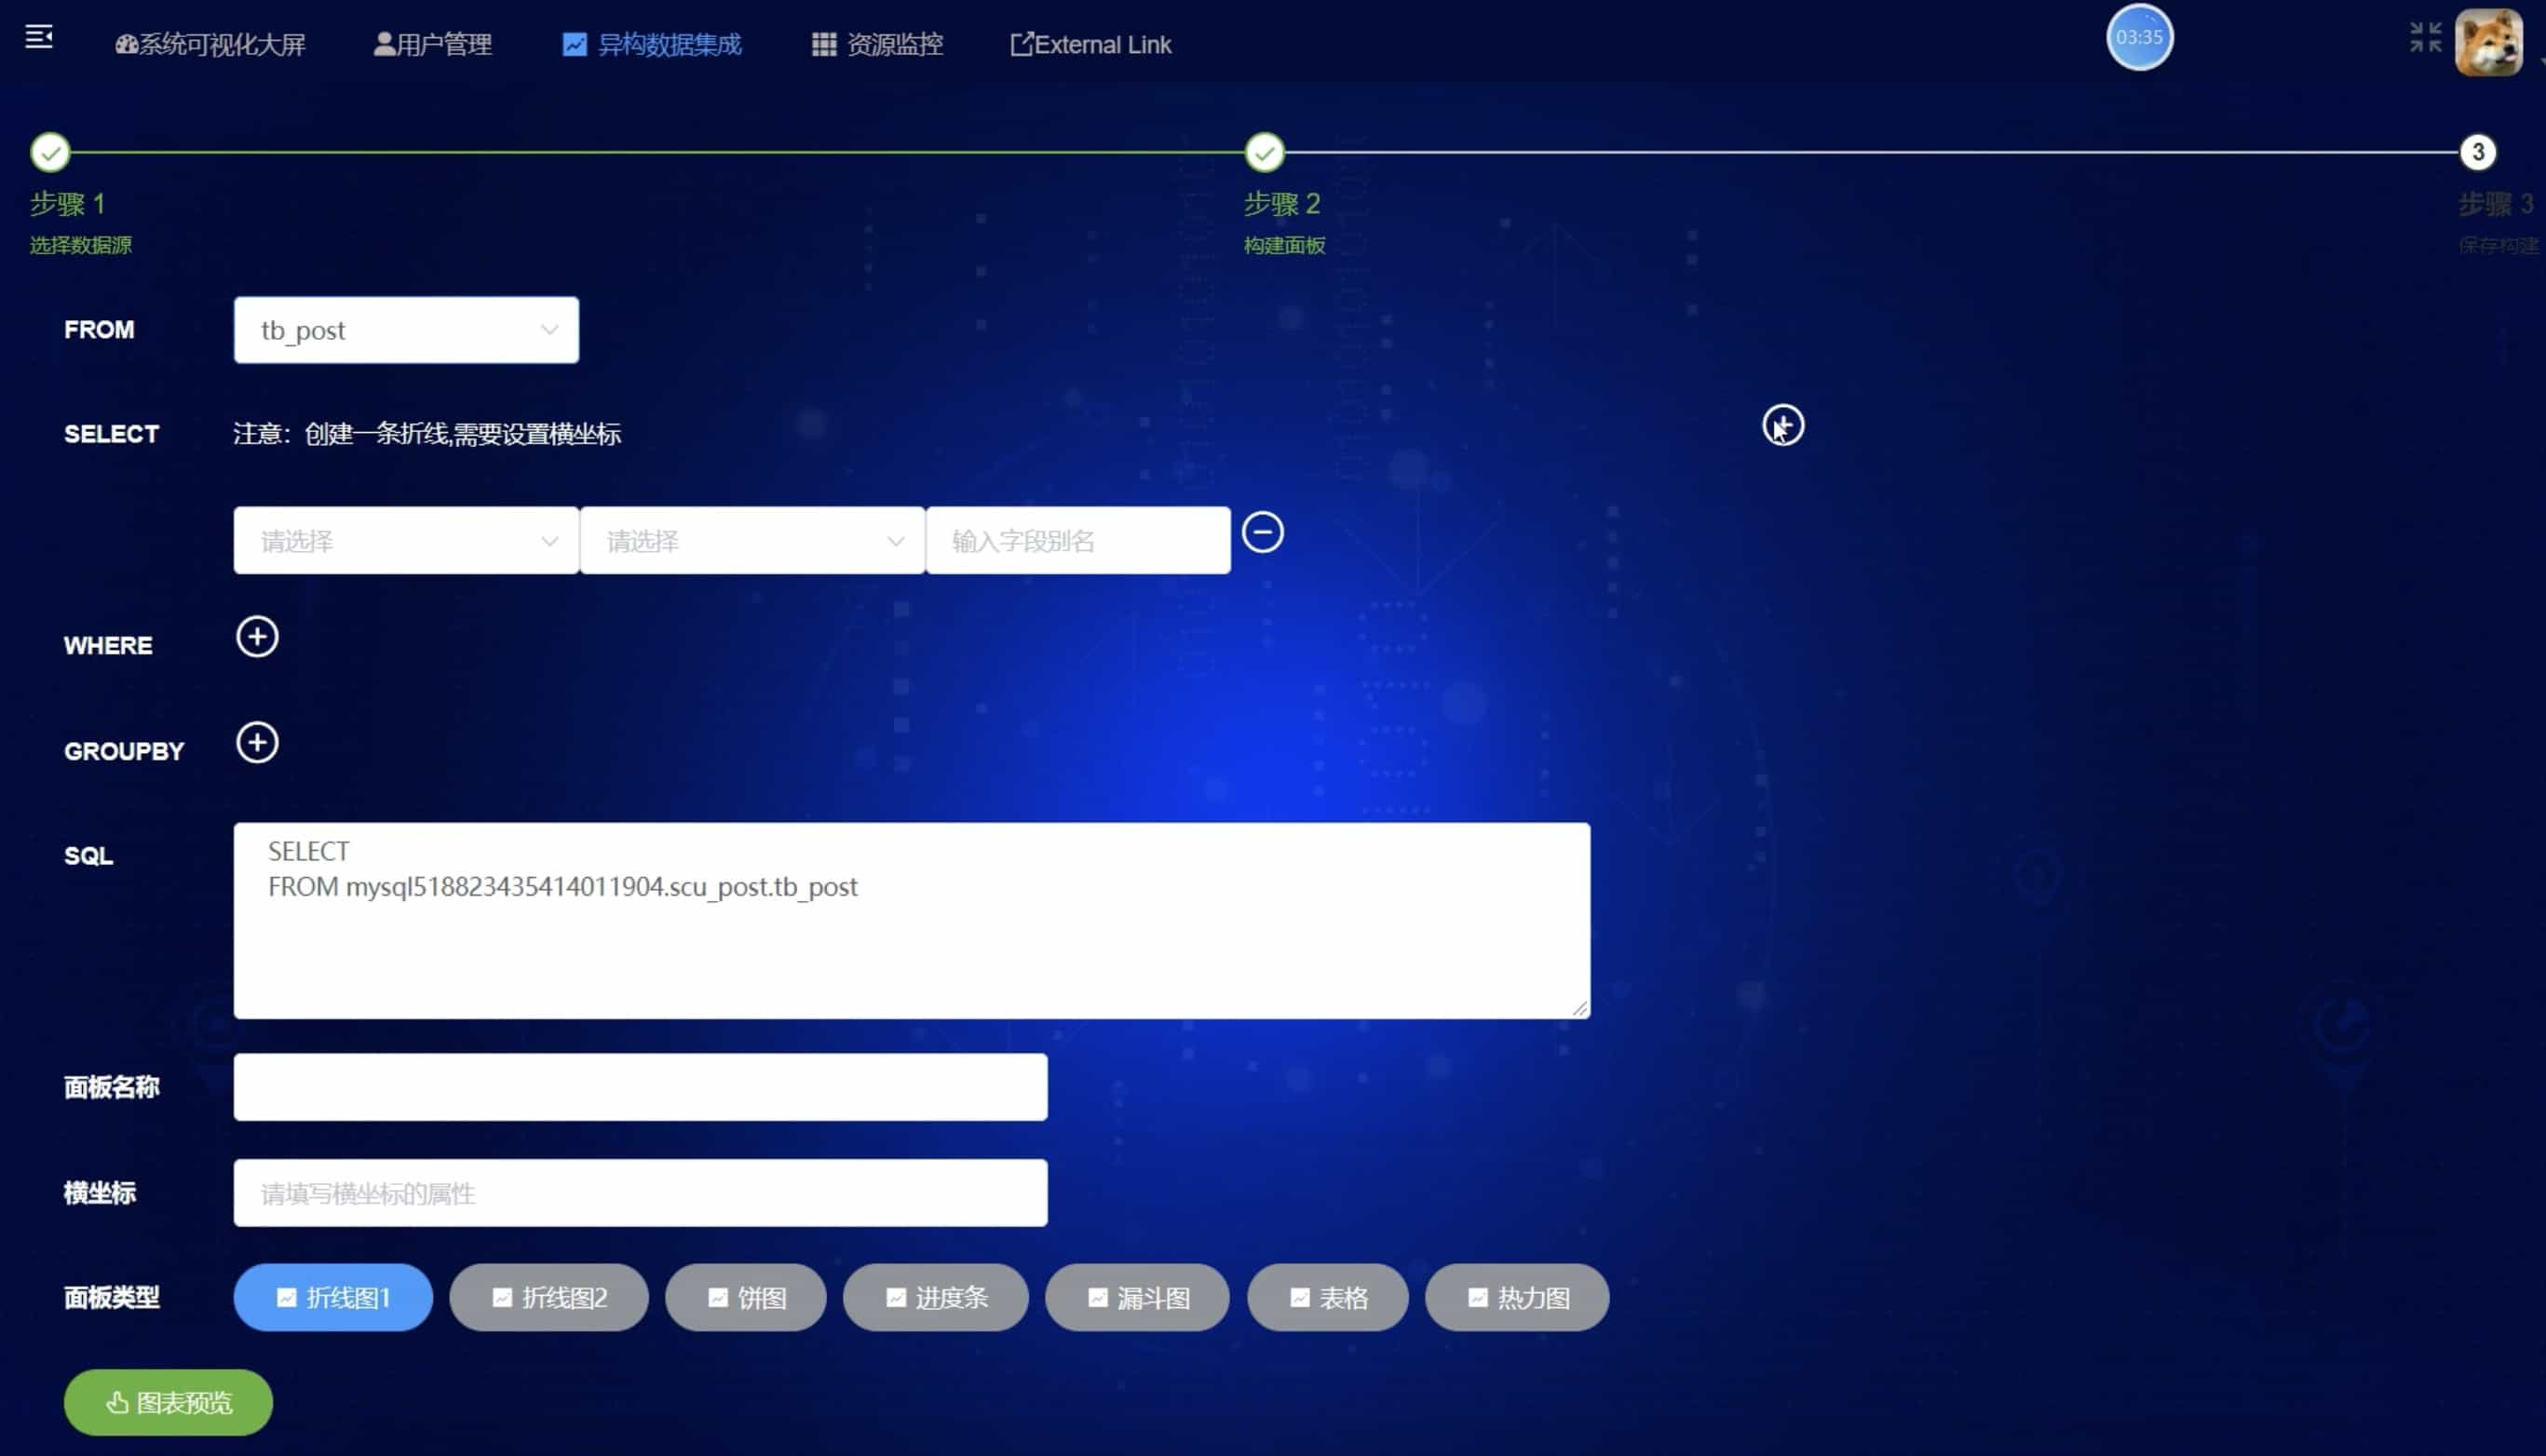 系统可视化大屏 用户管理 异构数据集成 资源监控 External Link 03:35
3
步骤 1 步骤 2 步骤 3
选择数据源 构建面板 保存构建
FROM tb_post
SELECT 注意：创建一条折线,需要设置横坐标
请选择 请选择 输入字段别名
WHERE
GROUPBY
SQL SELECT
FROM mysql518823435414011904.scu_post.tb_post
面板名称
横坐标 请填写横坐标的属性
面板类型 折线图1 折线图2 饼图 进度条 漏斗图 表格 热力图
图表预览